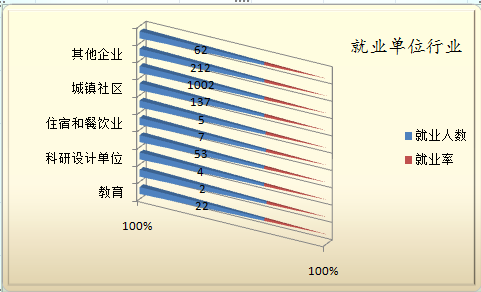 就业单位行业
其他企业
城镇社区
住宿和餐饮业
科研设计单位
教育
62
212
1002
137
5
7
53
4
2
22
100%
100%
就业人数
就业率